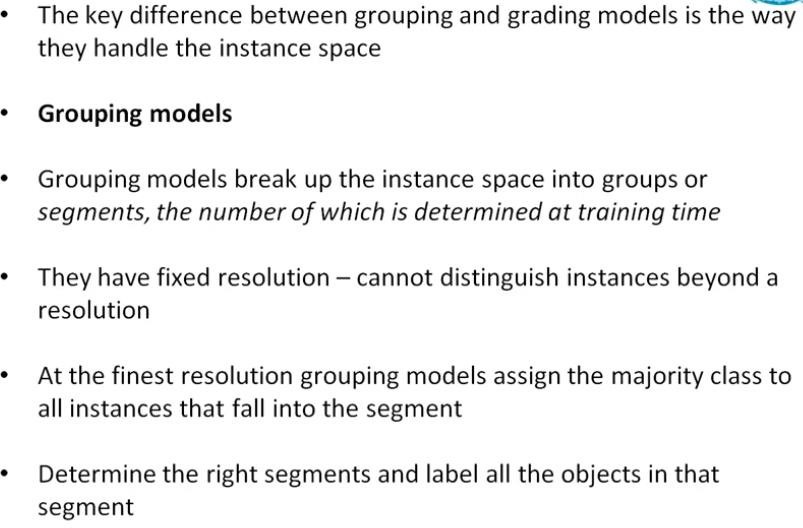 • The key difference between grouping and grading models is the way
they handle the instance space
• Grouping models
• Grouping models break up the instance space into groups or
segments, the number of which is determined at training time
• They have fixed resolution – cannot distinguish instances beyond a
resolution
• At the finest resolution grouping models assign the majority class to
all instances that fall into the segment
• Determine the right segments and label all the objects in that
segment